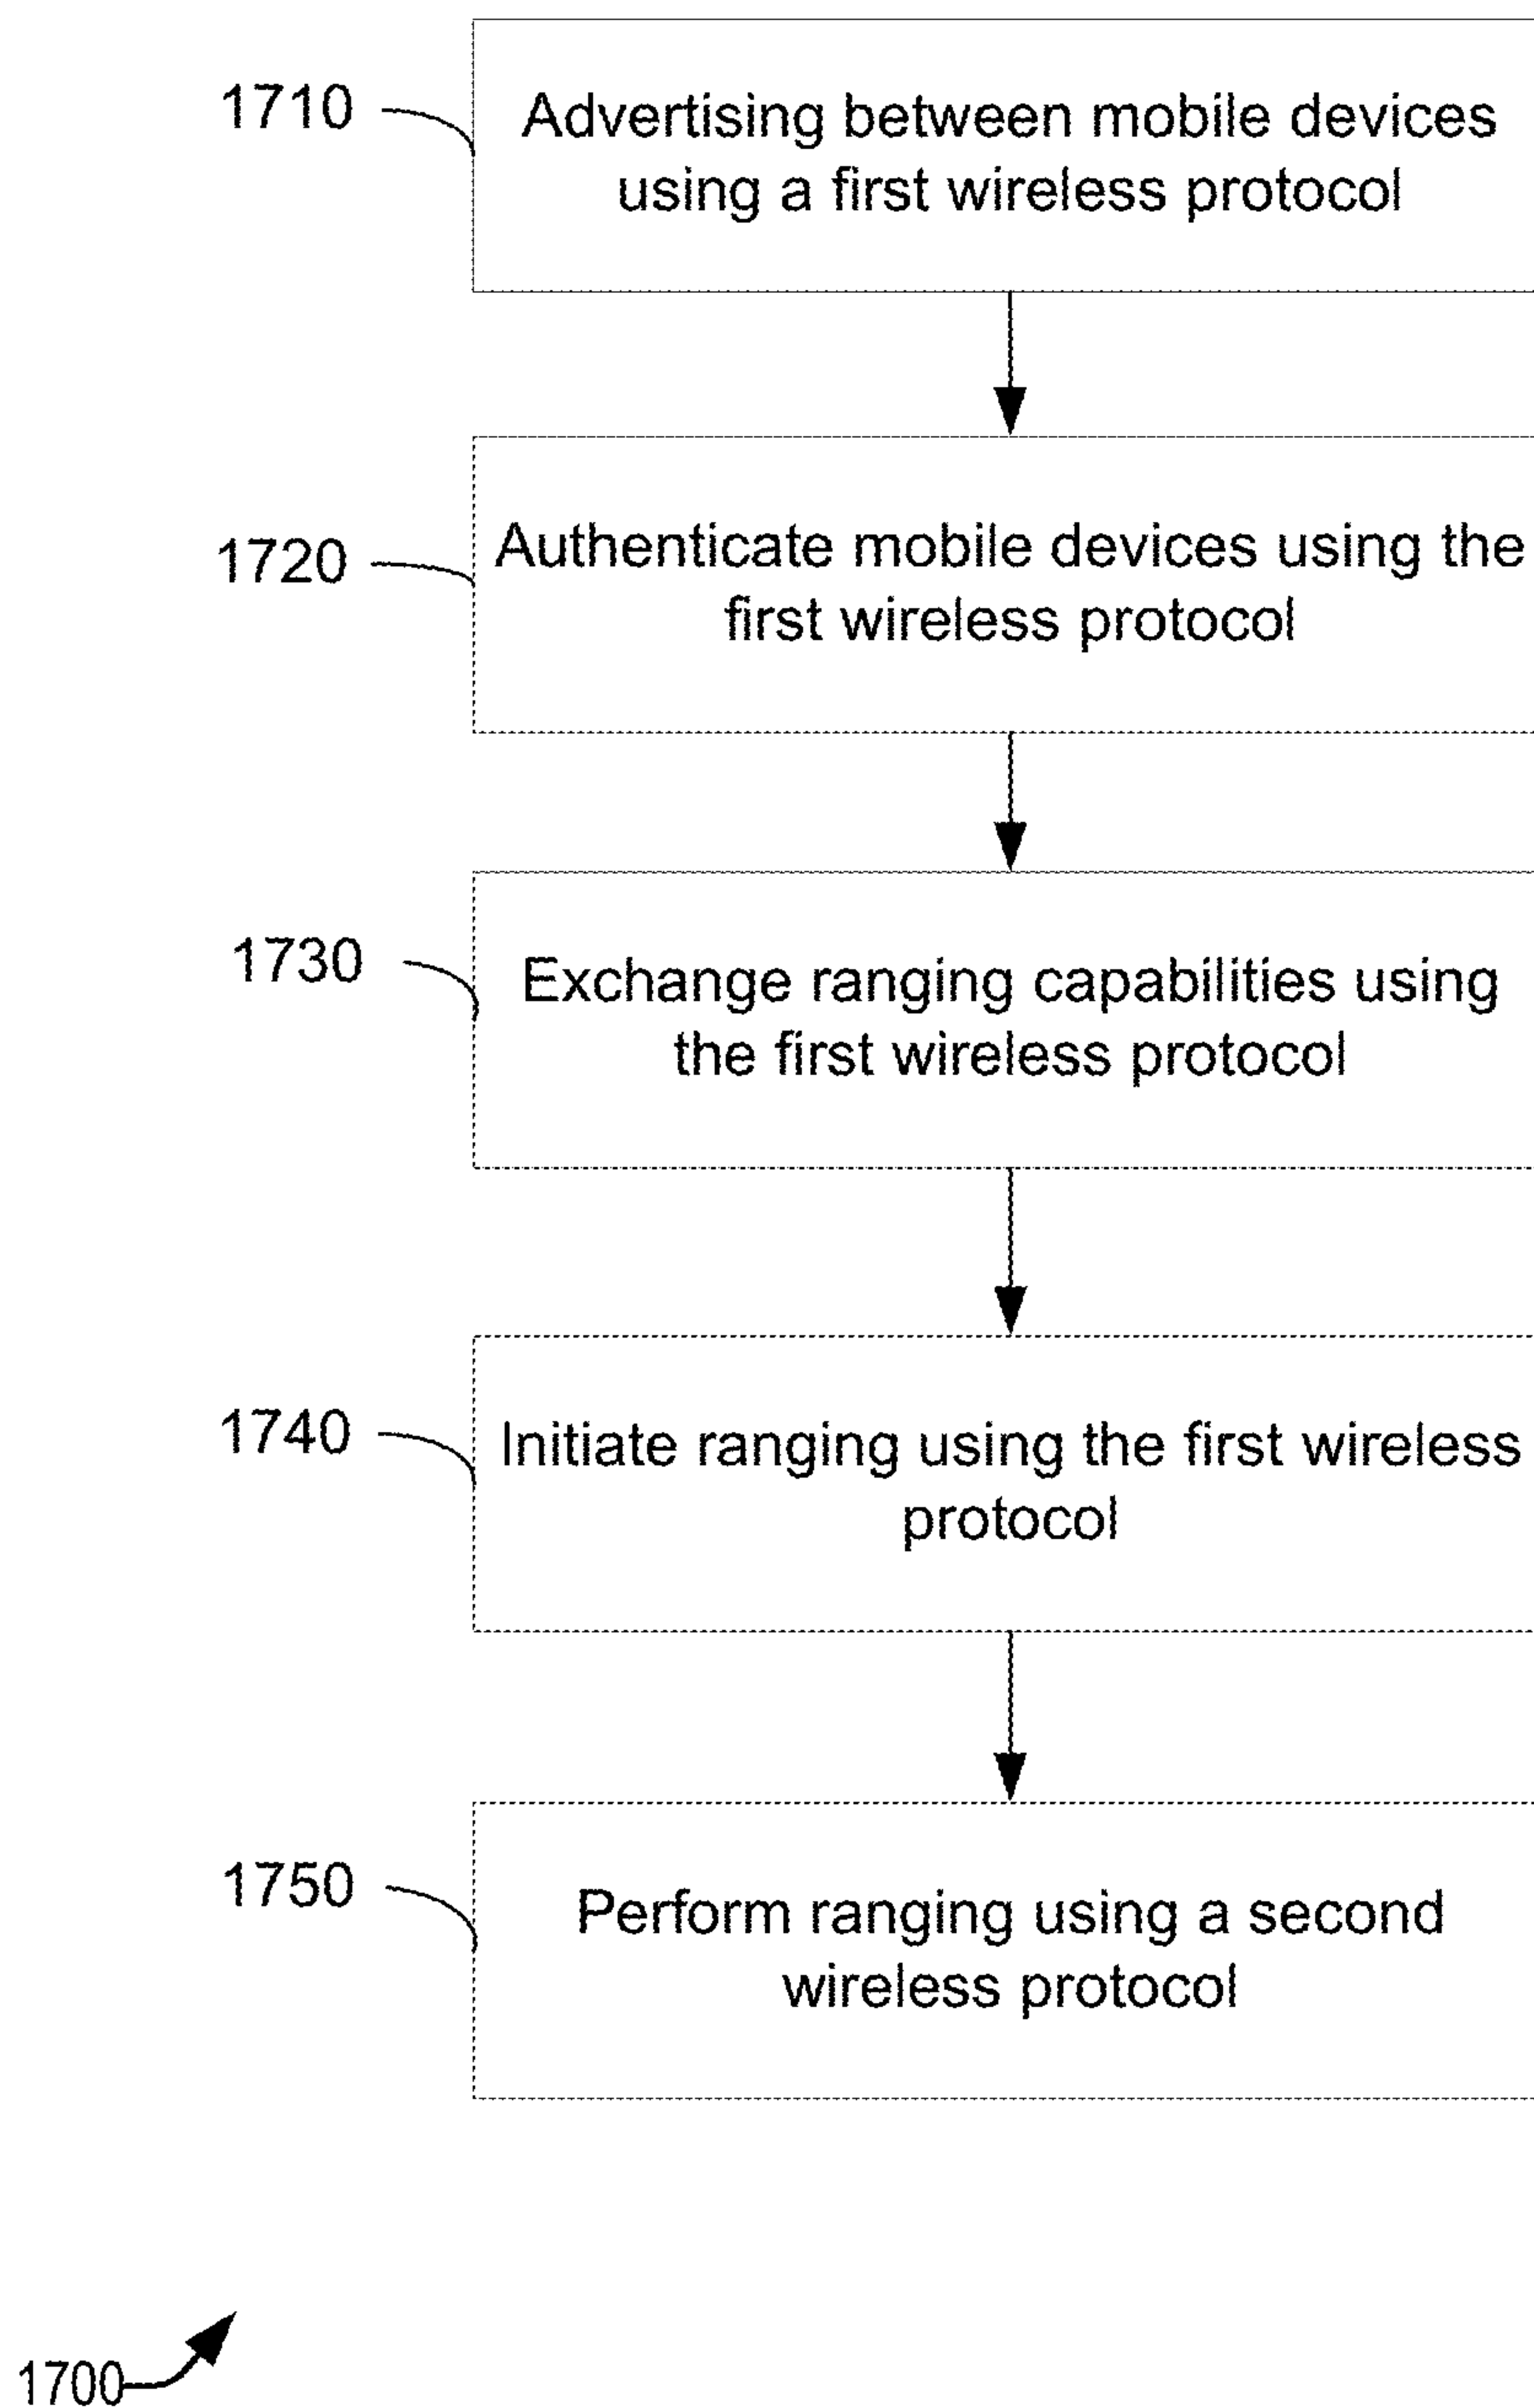 1710
Advertising between mobile devices
using a first wireless protocol
1720
Authenticate mobile devices using the
first wireless protocol
1730
Exchange ranging capabilities using
the first wireless protocol
1740
Initiate ranging using the first wireless
protocol
1750
Perform ranging using a second
wireless protocol
1700